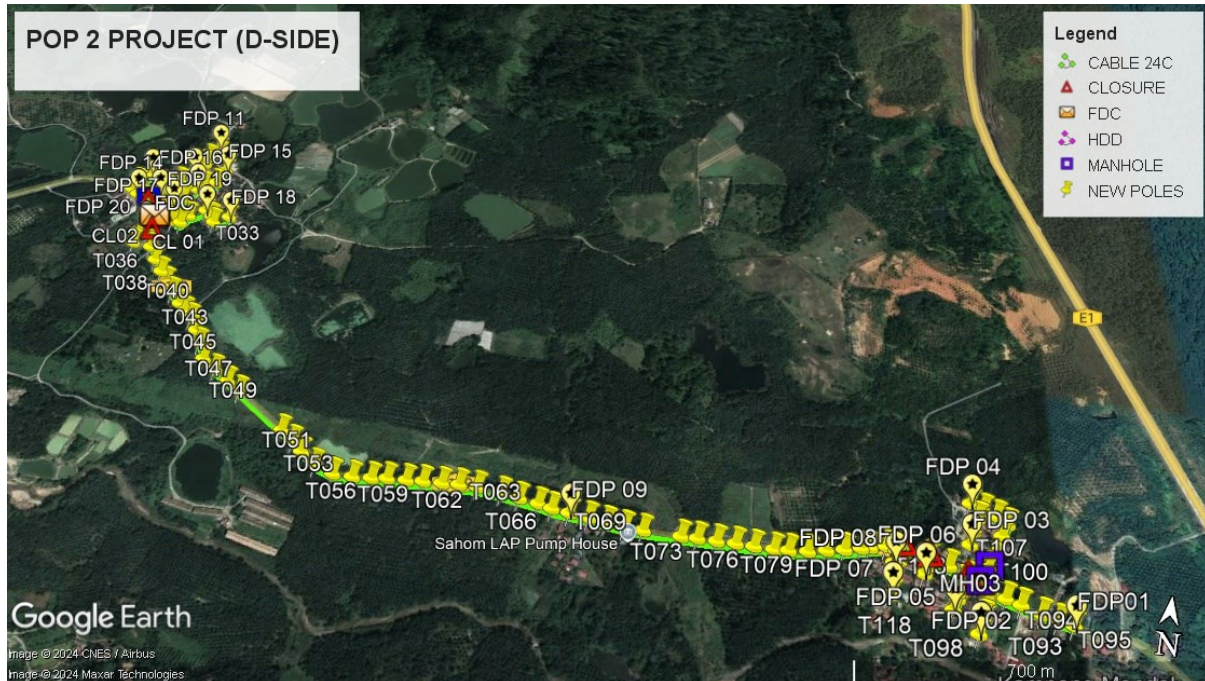 POP 2 PROJECT (D-SIDE)
Legend
CABLE 24C
CLOSURE
FDC
HDD
MANHOLE
NEW POLES
FDP 11
FDP 14
FDP 16
FDP 15
FDP 17
FDP 19
FDP 18
FDP 20
FDC
T033
CL02
CL 01
T036
T038
T040
T043
T045
T047
T049
E1
T051
T053
T056
T059
T062
T063
T066
FDP 09
T069
Sahom LAP Pump House
T073
T076
T079
FDP 08
FDP 07
FDP 06
FDP 05
FDP 04
FDP 03
T107
T100
MH03
T118
FDP 02
T098
T094
T093
FDP01
T095
Google Earth
Image © 2024 CNES / Airbus
Image © 2024 Maxar Technologies
700 m
N